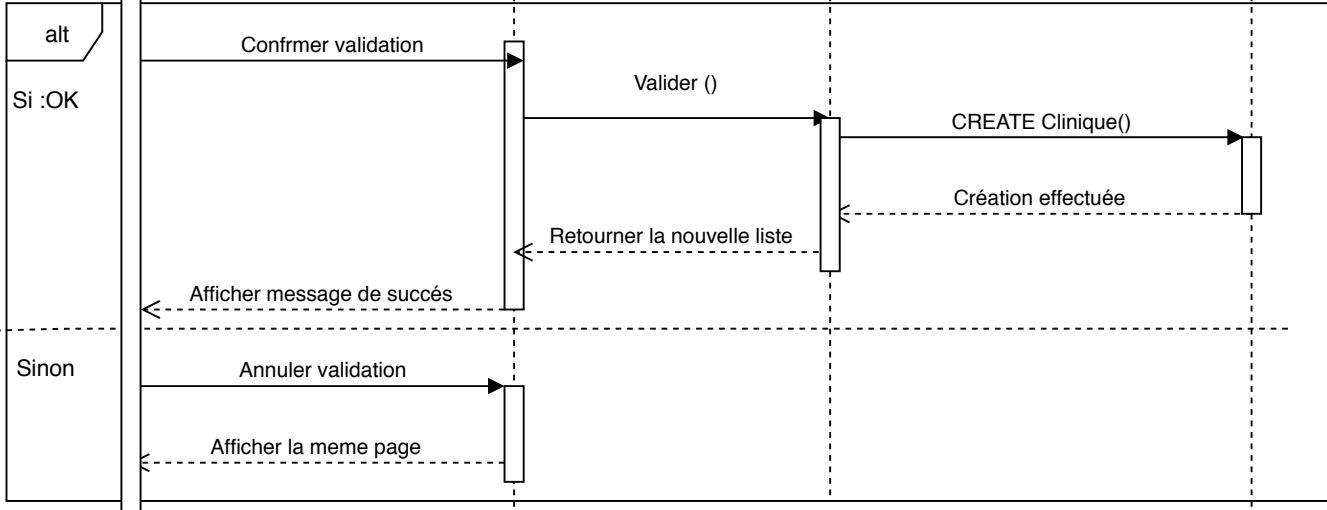 alt
Confrmer validation
Valider ()
Si :OK
CREATE Clinique()
Création effectuée
Retourner la nouvelle liste
Afficher message de succés
Sinon
Annuler validation
Afficher la meme page